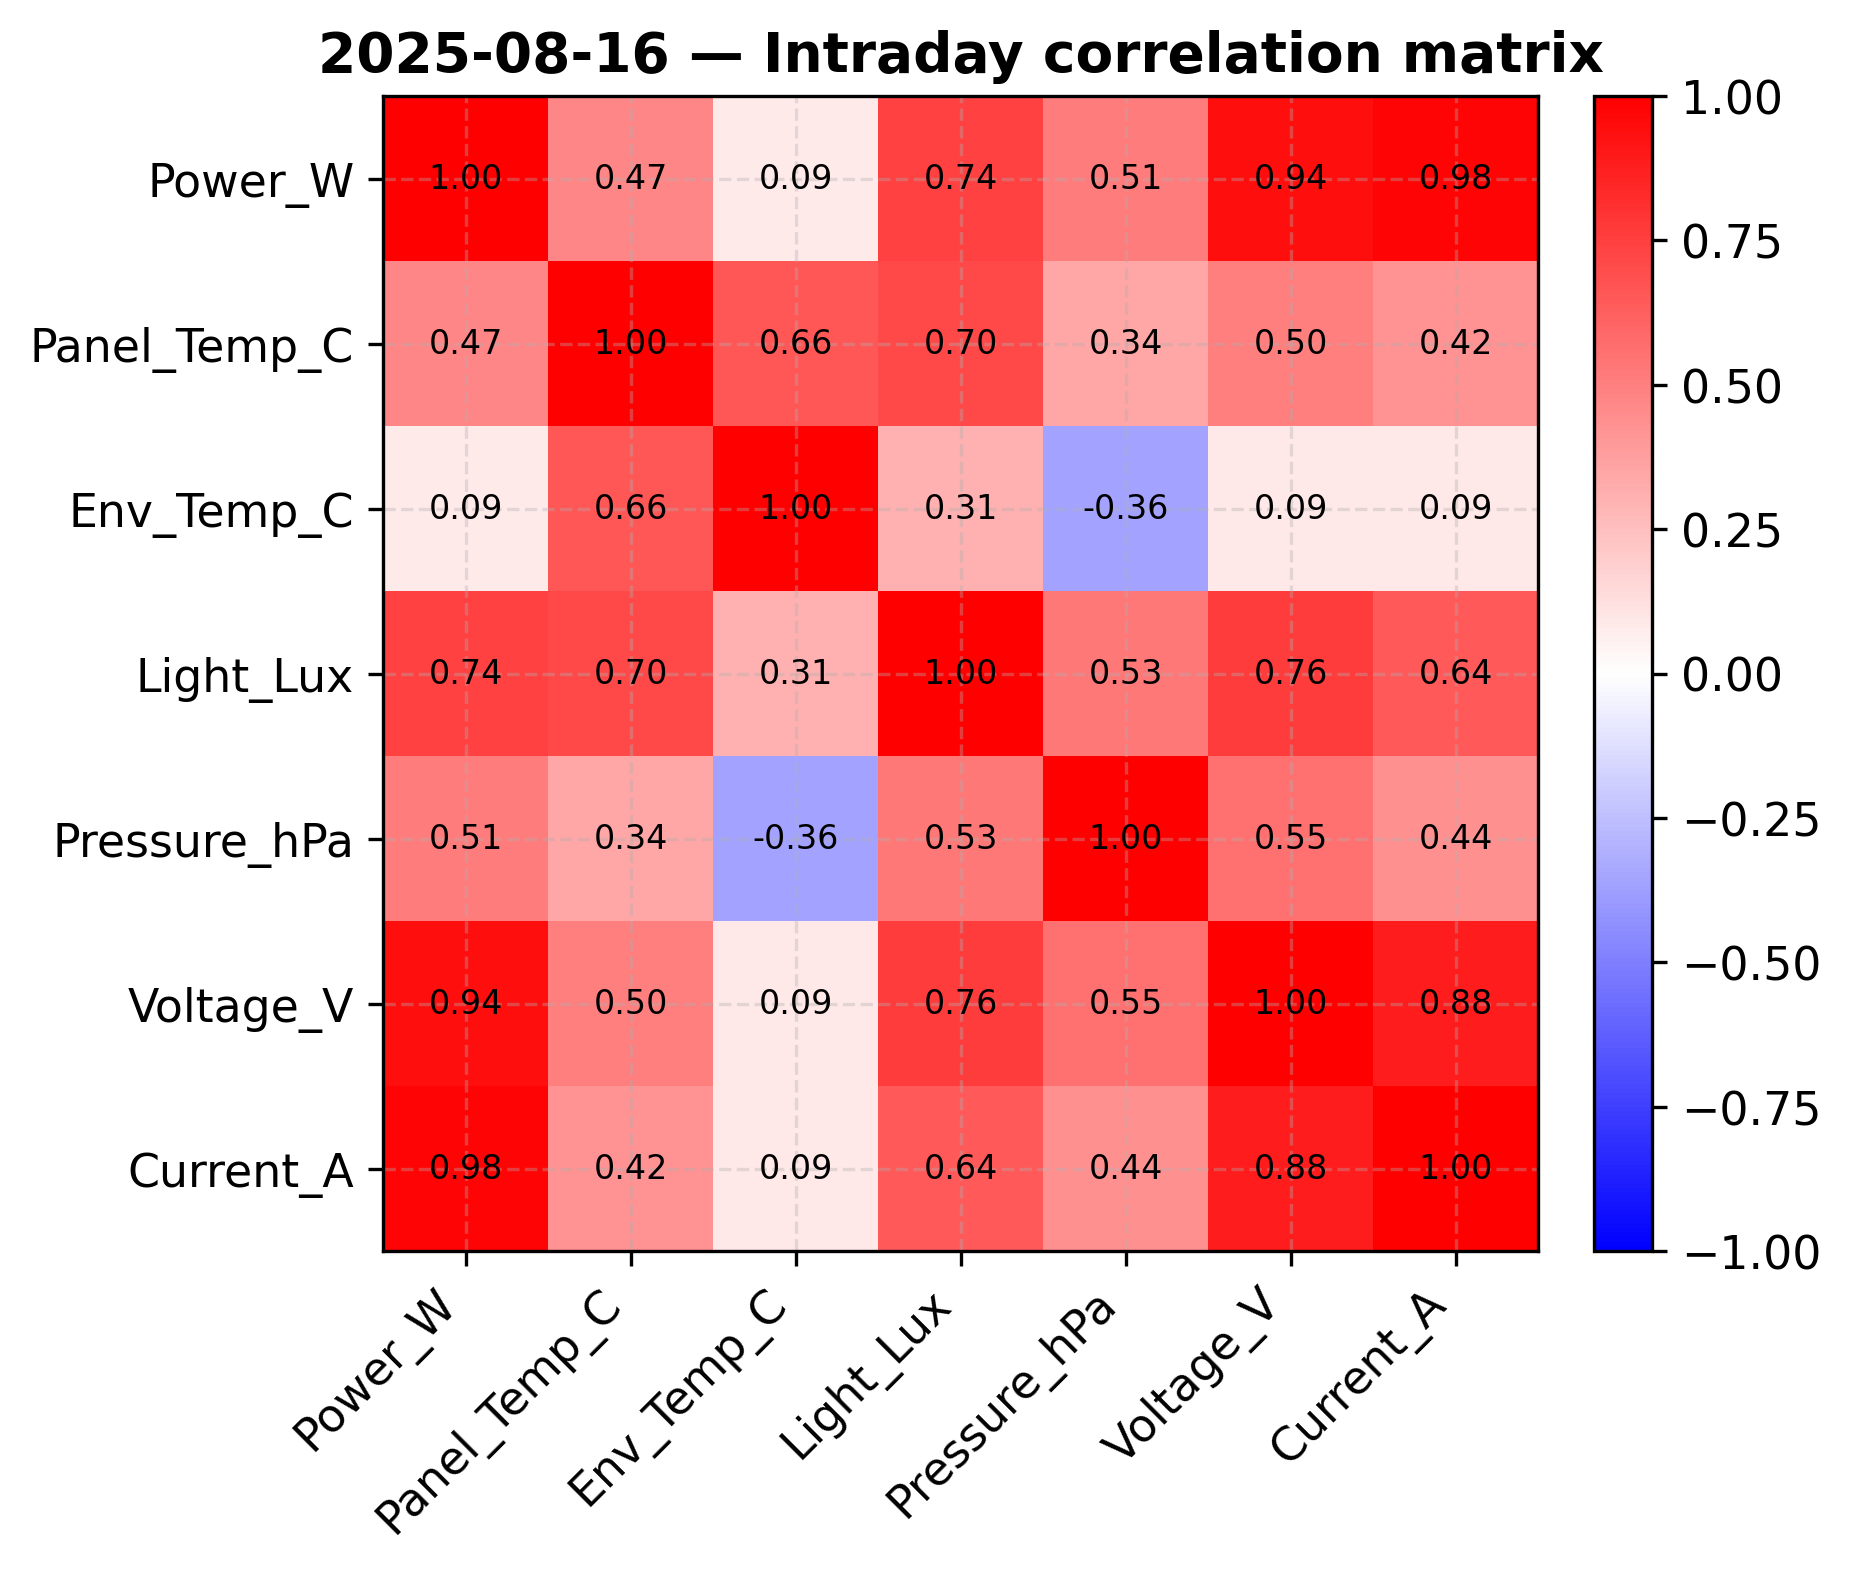 2025-08-16 — Intraday correlation matrix
Power_W 1.00 0.47 0.09 0.74 0.51 0.94 0.98
Panel_Temp_C 0.47 1.00 0.66 0.70 0.34 0.50 0.42
Env_Temp_C 0.09 0.66 1.00 0.31 -0.36 0.09 0.09
Light_Lux 0.74 0.70 0.31 1.00 0.53 0.76 0.64
Pressure_hPa 0.51 0.34 -0.36 0.53 1.00 0.55 0.44
Voltage_V 0.94 0.50 0.09 0.76 0.55 1.00 0.88
Current_A 0.98 0.42 0.09 0.64 0.44 0.88 1.00
Power_W
Panel_Temp_C
Env_Temp_C
Light_Lux
Pressure_hPa
Voltage_V
Current_A
1.00
0.75
0.50
0.25
0.00
−0.25
−0.50
−0.75
−1.00